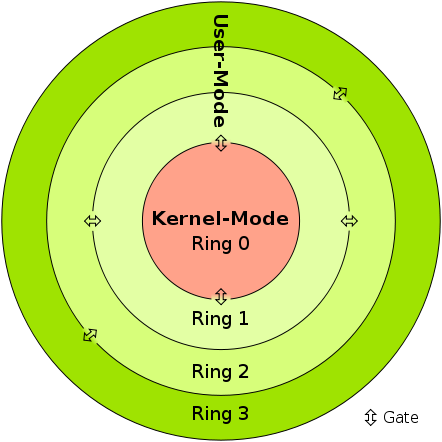 User-Mode
Kernel-Mode
Ring 0
Ring 1
Ring 2
Ring 3
Gate